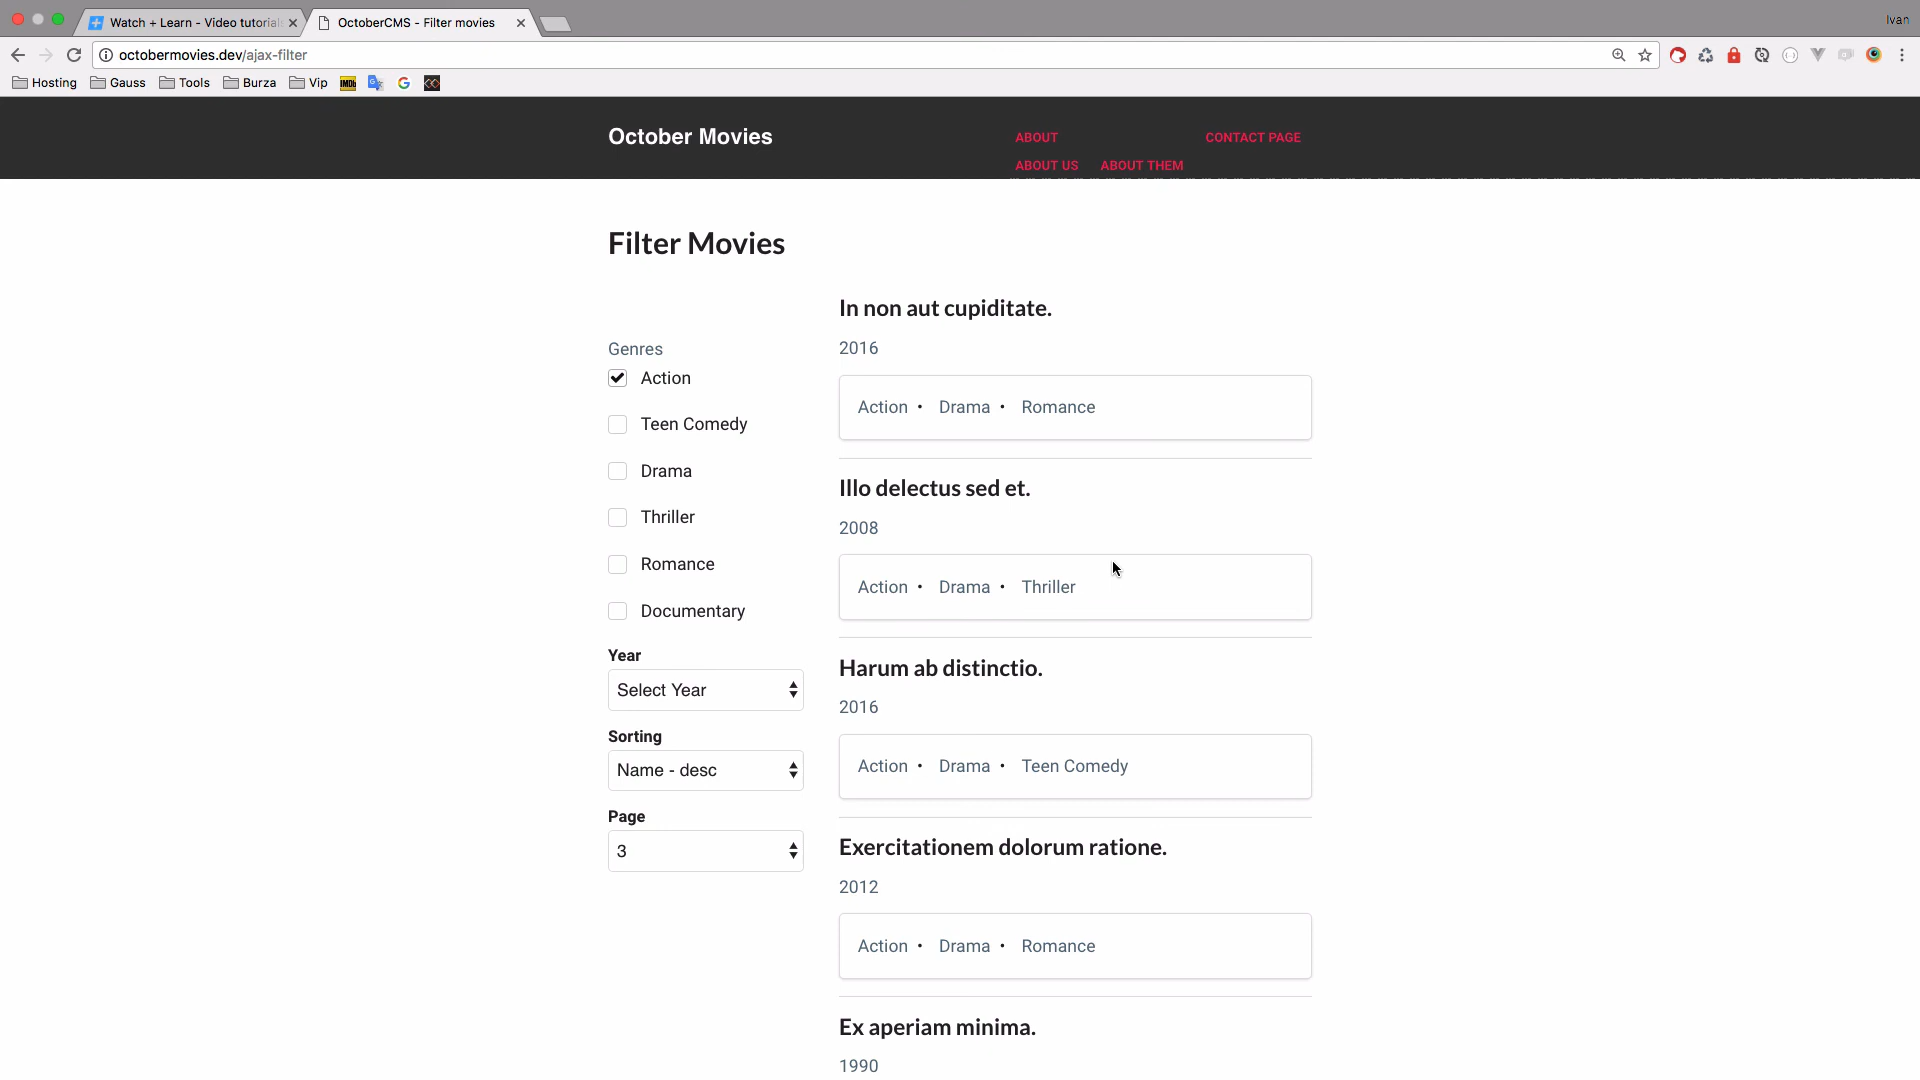 Watch + Learn - Video tutorial
OctoberCMS - Filter movies
Ivan
octobermovies.dev/ajax-filter
Hosting
Gauss
Tools
Burza
Vip
IMDb
October Movies
ABOUT
CONTACT PAGE
ABOUT US
ABOUT THEM
Filter Movies
Genres
Action
Teen Comedy
Drama
Thriller
Romance
Documentary
Year
Select Year
Sorting
Name - desc
Page
3
In non aut cupiditate.
2016
Action • Drama • Romance
Illo delectus sed et.
2008
Action • Drama • Thriller
Harum ab distinctio.
2016
Action • Drama • Teen Comedy
Exercitationem dolorum ratione.
2012
Action • Drama • Romance
Ex aperiam minima.
1990